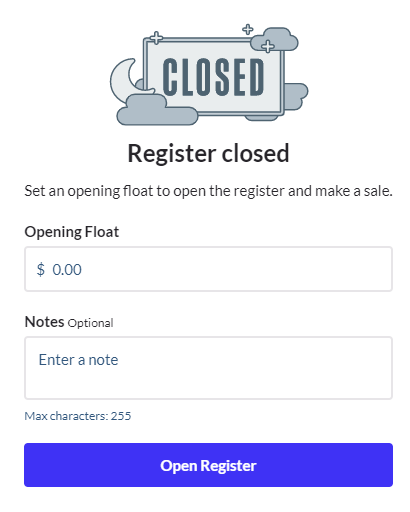 CLOSED
Register closed
Set an opening float to open the register and make a sale.
Opening Float
$ 0.00
Notes Optional
Enter a note
Max characters: 255
Open Register